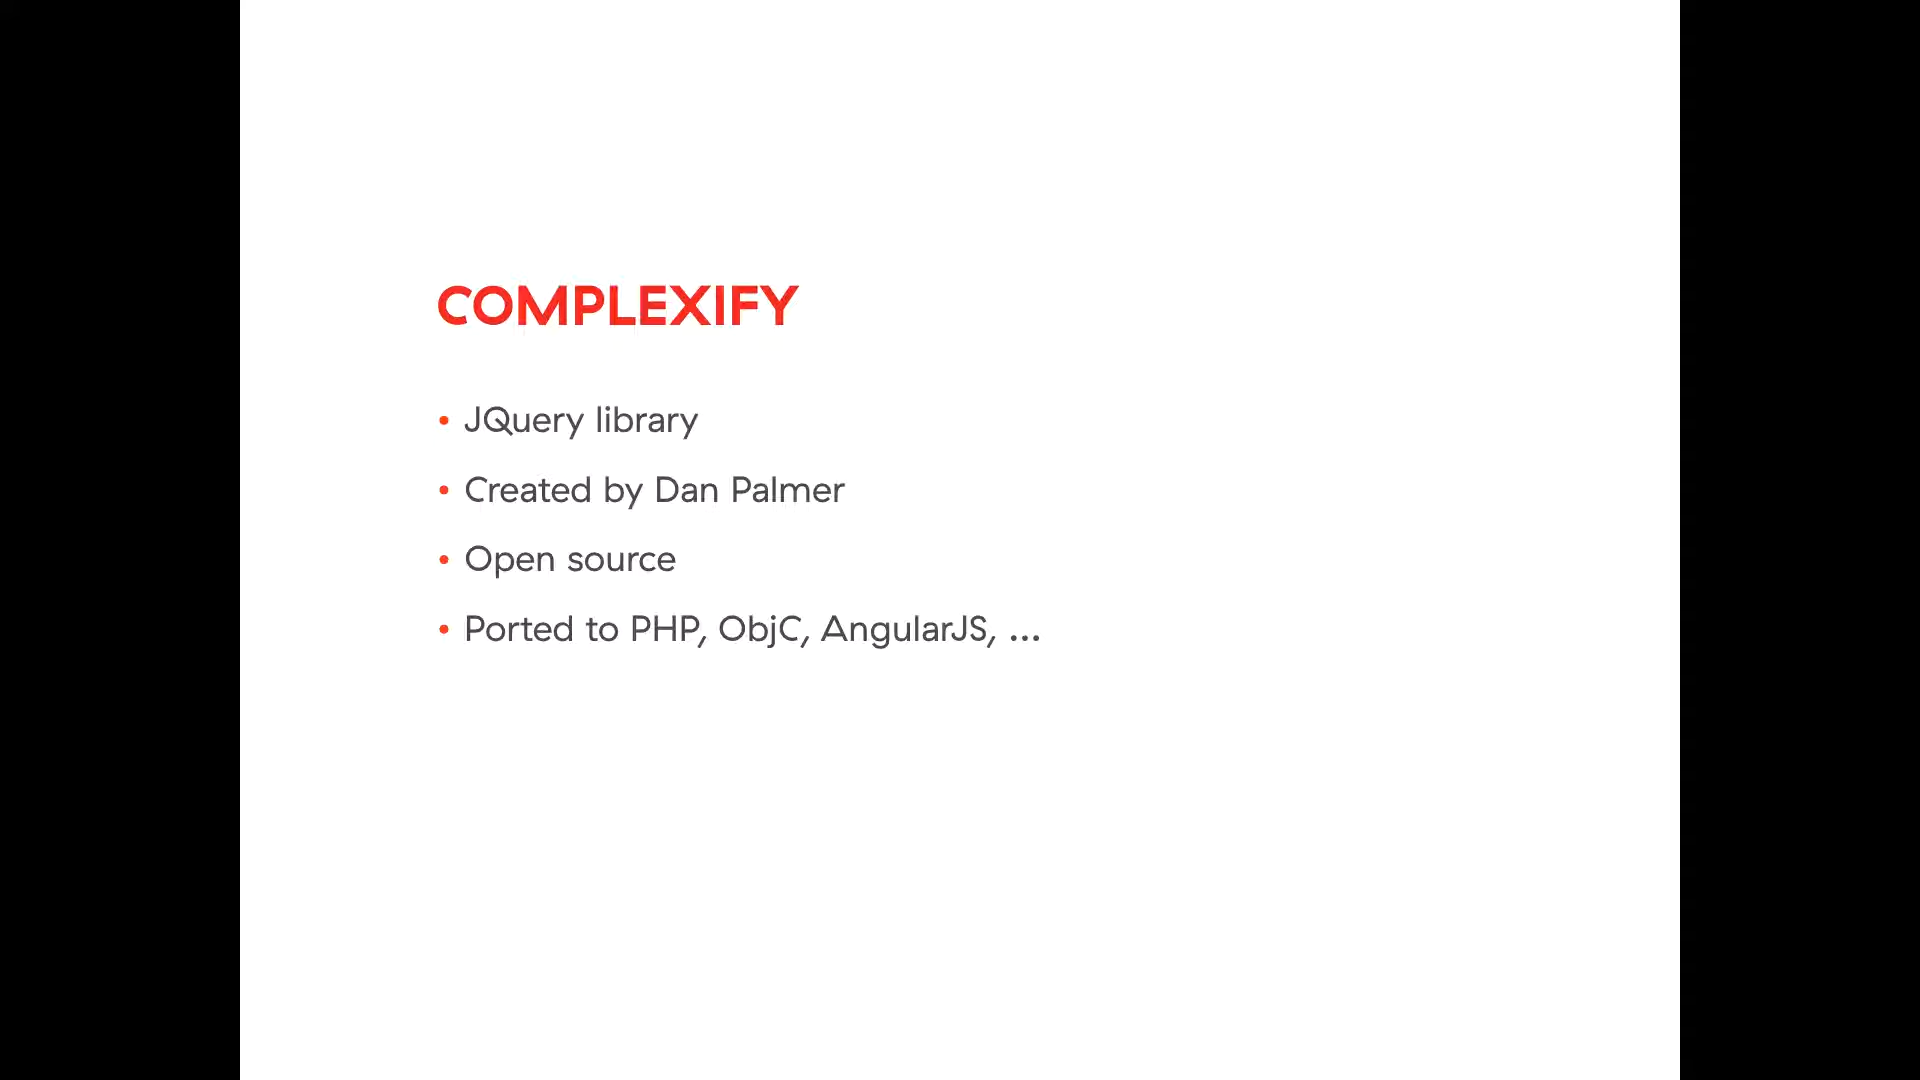 COMPLEXIFY
• JQuery library
• Created by Dan Palmer
• Open source
• Ported to PHP, ObjC, AngularJS, ...